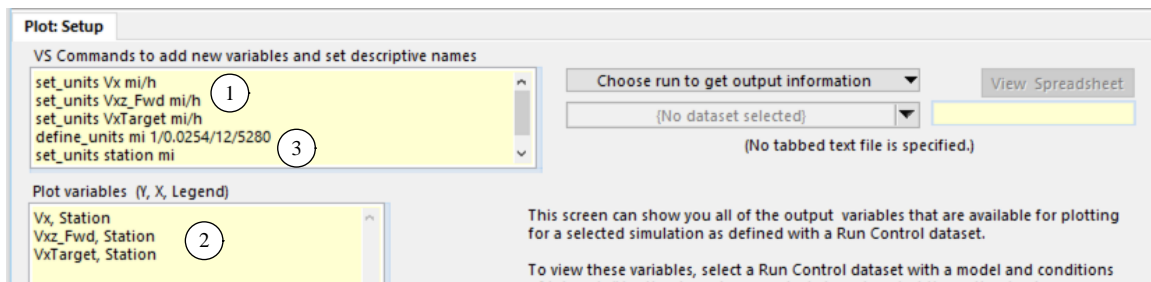 Plot: Setup
VS Commands to add new variables and set descriptive names
set_units Vx mi/h
set_units Vxz_Fwd mi/h
set_units VxTarget mi/h
define_units mi 1/0.0254/12/5280
set_units station mi
1
3
Choose run to get output information
View Spreadsheet
{No dataset selected}
(No tabbed text file is specified.)
Plot variables (Y, X, Legend)
Vx, Station
Vxz_Fwd, Station
VxTarget, Station
2
This screen can show you all of the output variables that are available for plotting
for a selected simulation as defined with a Run Control dataset.
To view these variables, select a Run Control dataset with a model and conditions